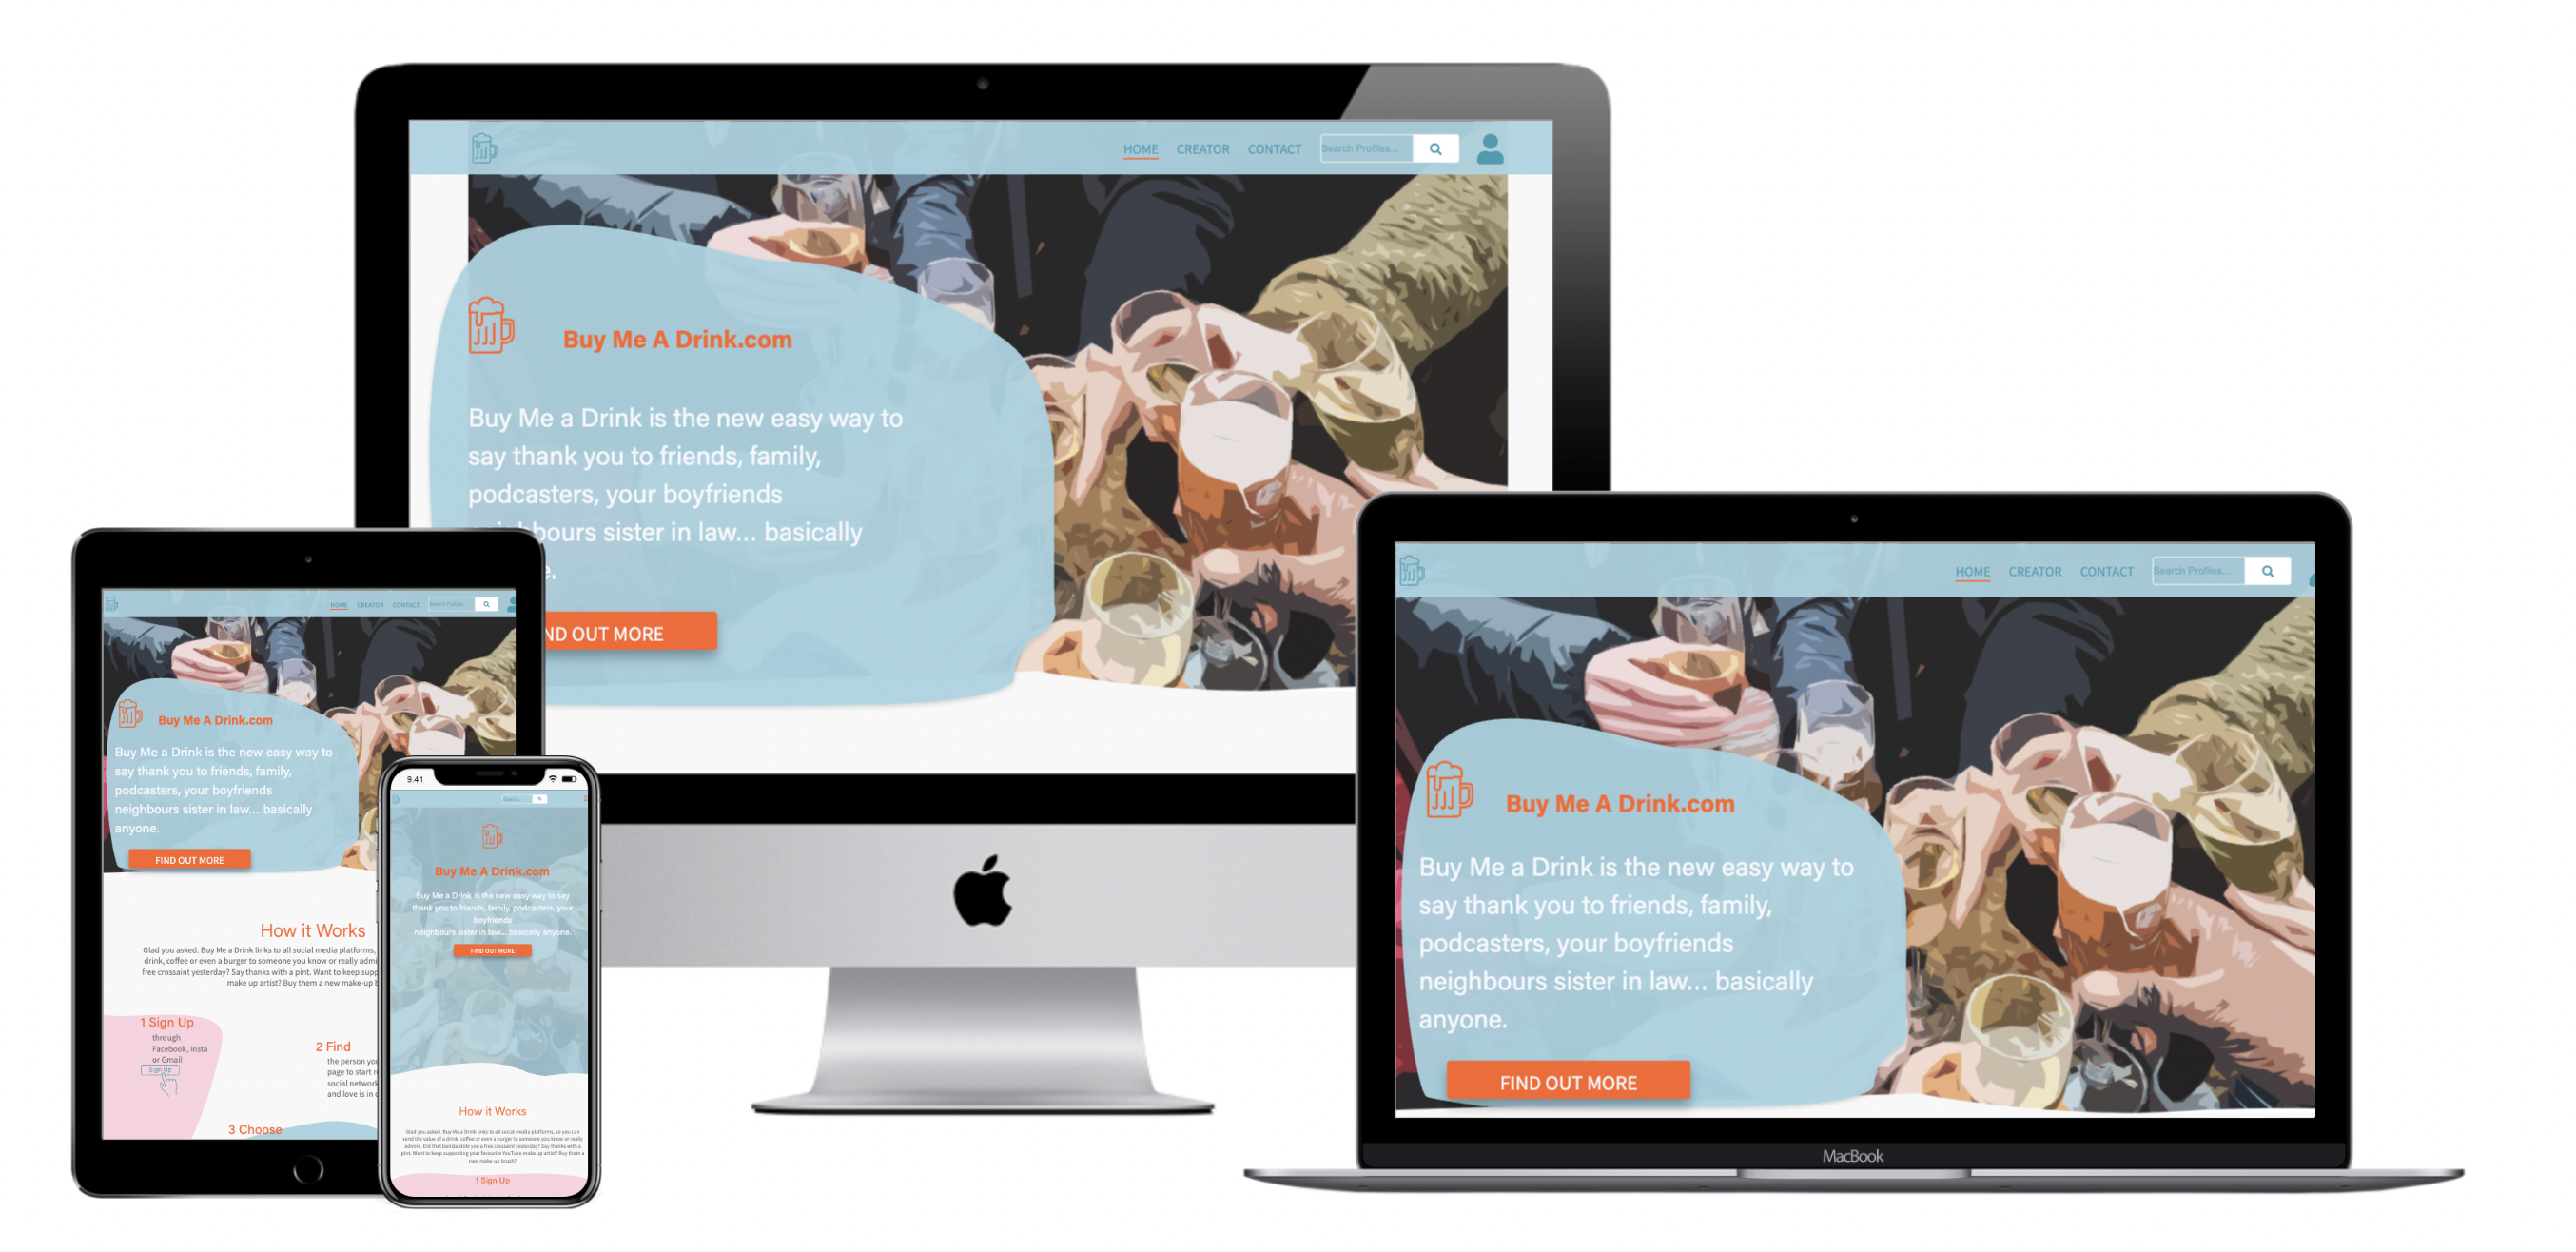 HOME CREATOR CONTACT Search Profiles...
Buy Me A Drink.com
Buy Me a Drink is the new easy way to
say thank you to friends, family,
podcasters, your boyfriends
bours sister in law... basically
e.
ND OUT MORE
HOME CREATOR CONTACT Search Profiles...
Buy Me A Drink.com
Buy Me a Drink is the new easy way to
say thank you to friends, family,
podcasters, your boyfriends
neighbours sister in law... basically
anyone.
FIND OUT MORE
How it Works
Glad you asked. Buy Me a Drink links to all social media platforms,
drink, coffee or even a burger to someone you know or really admi
free crossaint yesterday? Say thanks with a pint. Want to keep supp
make up artist? Buy them a new make-up b
1 Sign Up
through
Facebook, Insta
or Gmail
Sign Up
2 Find
the person you
page to start
social network
and love is in
3 Choose
9.41
Search...
Buy Me A Drink.com
Buy Me a Drink is the new easy way to say
thank you to friends, family, podcasters, your
boyfriends
neighbours sister in law... basically anyone.
FIND OUT MORE
How it Works
Glad you asked. Buy Me a Drink links to all social media platforms, so you can
send the value of a drink, coffee or even a burger to someone you know or really
admire. Did that barista slide you a free crossaint yesterday? Say thanks with a
pint. Want to keep supporting your favourite YouTube make up artist? Buy them a
new make-up brush?
1 Sign Up
HOME CREATOR CONTACT Search Profiles...
Buy Me A Drink.com
Buy Me a Drink is the new easy way to
say thank you to friends, family,
podcasters, your boyfriends
neighbours sister in law... basically
anyone.
FIND OUT MORE
MacBook